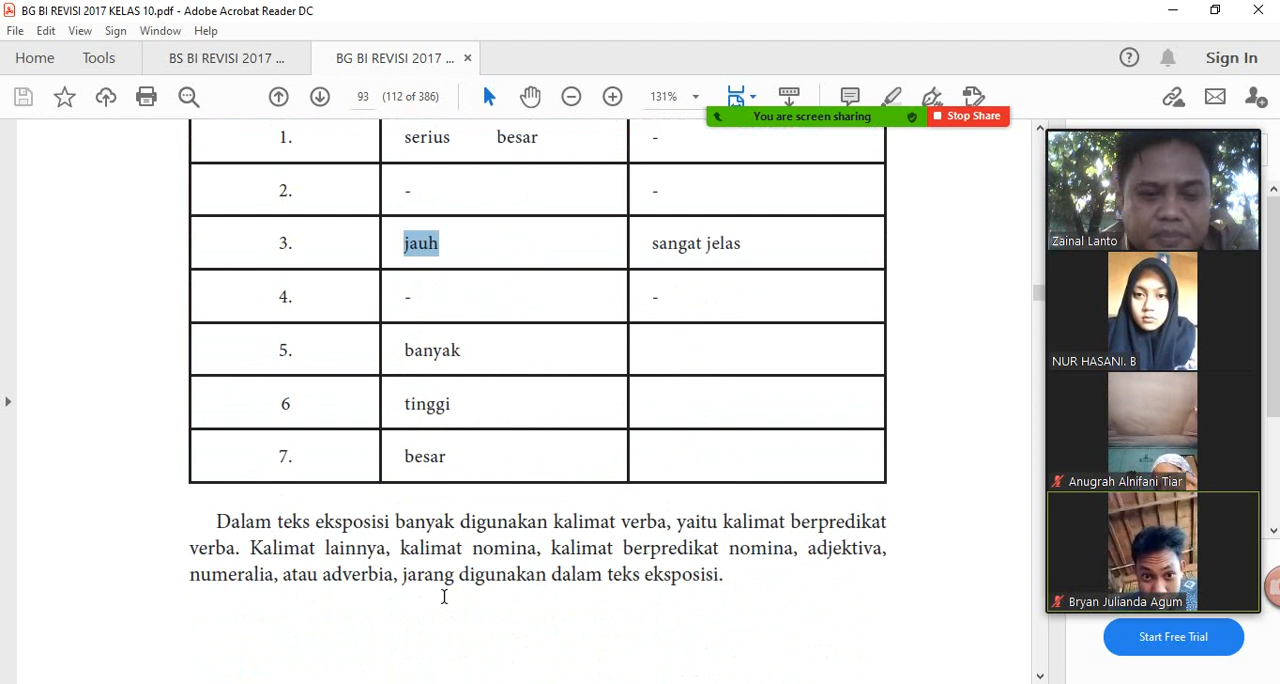 BG BI REVISI 2017 KELAS 10.pdf - Adobe Acrobat Reader DC
File Edit View Sign Window Help
Home Tools BS BI REVISI 2017 ... BG BI REVISI 2017 ... × Sign In
93 (112 of 386) 131%
You are screen sharing Stop Share
1. serius besar -
2. - -
3. jauh sangat jelas
4. - -
5. banyak
6 tinggi
7. besar
Dalam teks eksposisi banyak digunakan kalimat verba, yaitu kalimat berpredikat
verba. Kalimat lainnya, kalimat nomina, kalimat berpredikat nomina, adjektiva,
numeralia, atau adverbia, jarang digunakan dalam teks eksposisi.
Zainal Lanto
NUR HASANI. B
Anugrah Alnifani Tiar
Bryan Julianda Agum
Start Free Trial